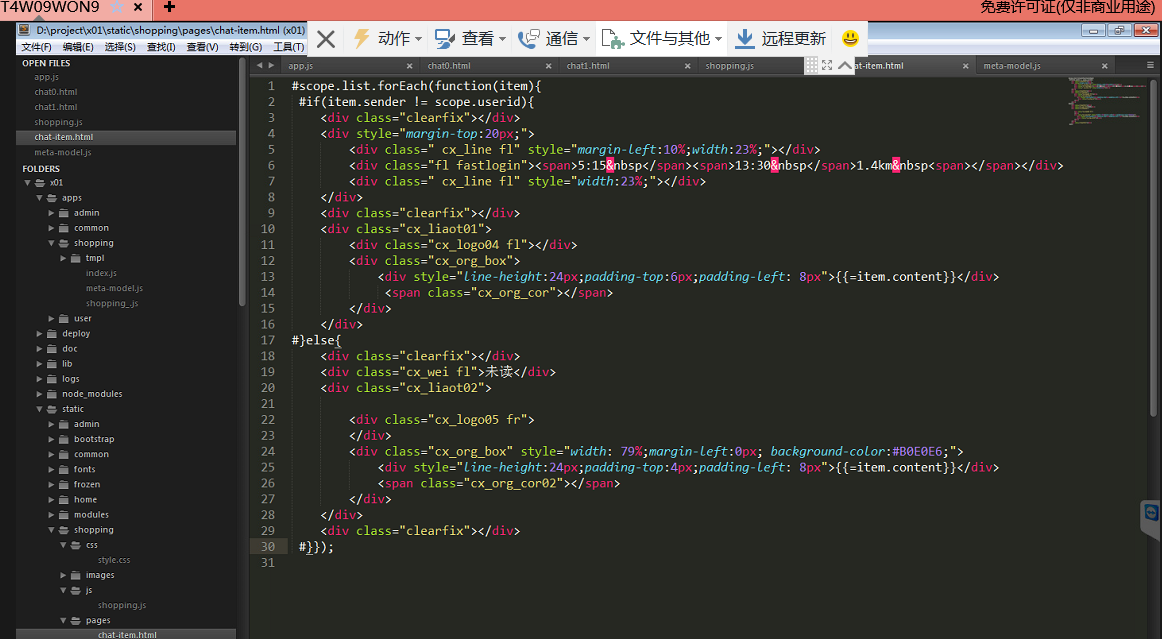 T4W09WON9
免费许可证(仅非商业用途)
D:\project\x01\static\shopping\pages\chat-item.html (x01)
文件(F) 编辑(E) 选择(S) 查找(I) 查看(V) 转到(G) 工具(T)
动作 查看 通信 文件与其他 远程更新
OPEN FILES
app.js
chat0.html
chat1.html
shopping.js
chat-item.html
meta-model.js
FOLDERS
x01
apps
admin
common
shopping
tmpl
index.js
meta-model.js
shopping_.js
user
deploy
doc
lib
logs
node_modules
static
admin
bootstrap
common
fonts
frozen
home
modules
shopping
css
style.css
images
js
shopping.js
pages
chat-item.html
app.js chat0.html chat1.html shopping.js at-item.html meta-model.js
1 #scope.list.forEach(function(item){
2 #if(item.sender != scope.userid){
3 <div class="clearfix"></div>
4 <div style="margin-top:20px;">
5 <div class=" cx_line fl" style="margin-left:10%;width:23%;"></div>
6 <div class="fl fastlogin"><span>5:15&nbsp</span><span>13:30&nbsp</span>1.4km&nbsp<span></span></div>
7 <div class=" cx_line fl" style="width:23%;"></div>
8 </div>
9 <div class="clearfix"></div>
10 <div class="cx_liaot01">
11 <div class="cx_logo04 fl"></div>
12 <div class="cx_org_box">
13 <div style="line-height:24px;padding-top:6px;padding-left: 8px">{{=item.content}}</div>
14 <span class="cx_org_cor"></span>
15 </div>
16 </div>
17 #}else{
18 <div class="clearfix"></div>
19 <div class="cx_wei fl">未读</div>
20 <div class="cx_liaot02">
21
22 <div class="cx_logo05 fr">
23 </div>
24 <div class="cx_org_box" style="width: 79%;margin-left:0px; background-color:#B0E0E6;">
25 <div style="line-height:24px;padding-top:4px;padding-left: 8px">{{=item.content}}</div>
26 <span class="cx_org_cor02"></span>
27 </div>
28 </div>
29 <div class="clearfix"></div>
30 #}});
31